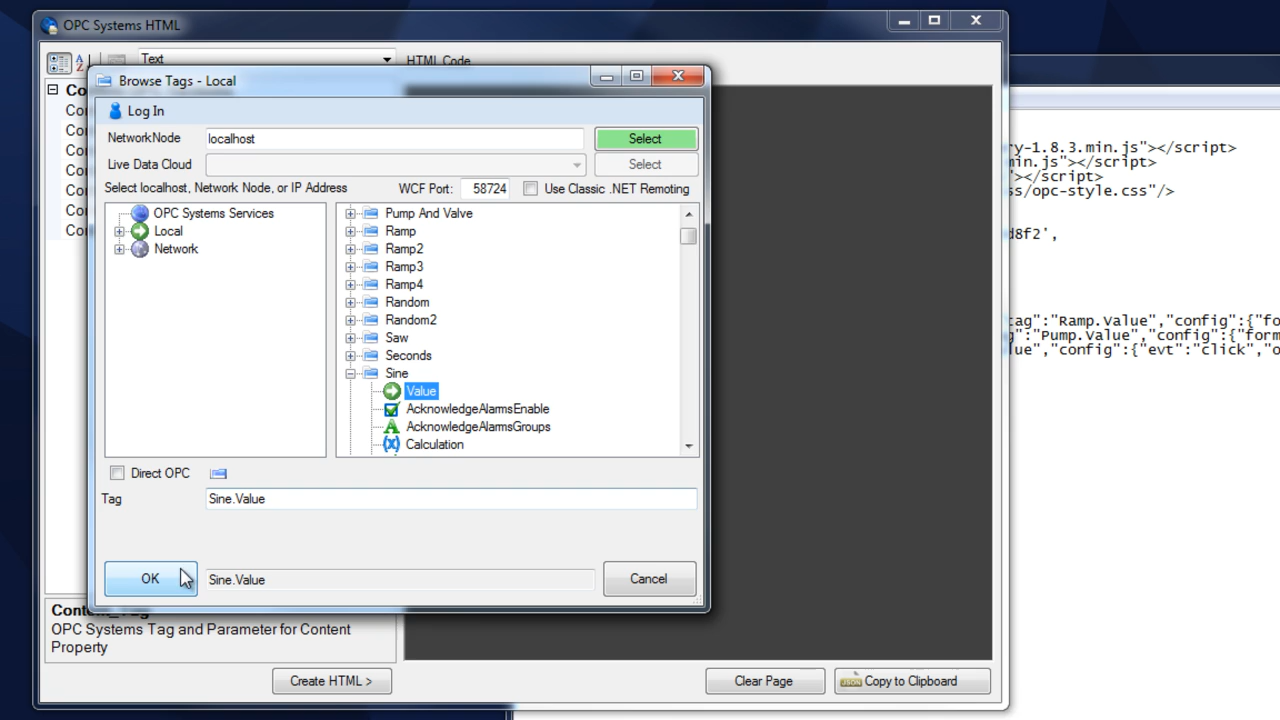 OPC Systems HTML
Text
HTML Code
Browse Tags - Local
Log In
NetworkNode
localhost
Select
Live Data Cloud
Select
Select localhost, Network Node, or IP Address
WCF Port:
58724
Use Classic .NET Remoting
OPC Systems Services
Local
Network
Pump And Valve
Ramp
Ramp2
Ramp3
Ramp4
Random
Random2
Saw
Seconds
Sine
Value
AcknowledgeAlarmsEnable
AcknowledgeAlarmsGroups
Calculation
Direct OPC
Tag
Sine.Value
OK
Sine.Value
Cancel
OPC Systems Tag and Parameter for Content
Property
Create HTML >
Clear Page
JSON
Copy to Clipboard
ry-1.8.3.min.js"></script>
min.js"></script>
"></script>
ss/opc-style.css"/>
d8f2',
tag":"Ramp.Value","config":{"fo
g":"Pump.Value","config":{"form
lue","config":{"evt":"click","o